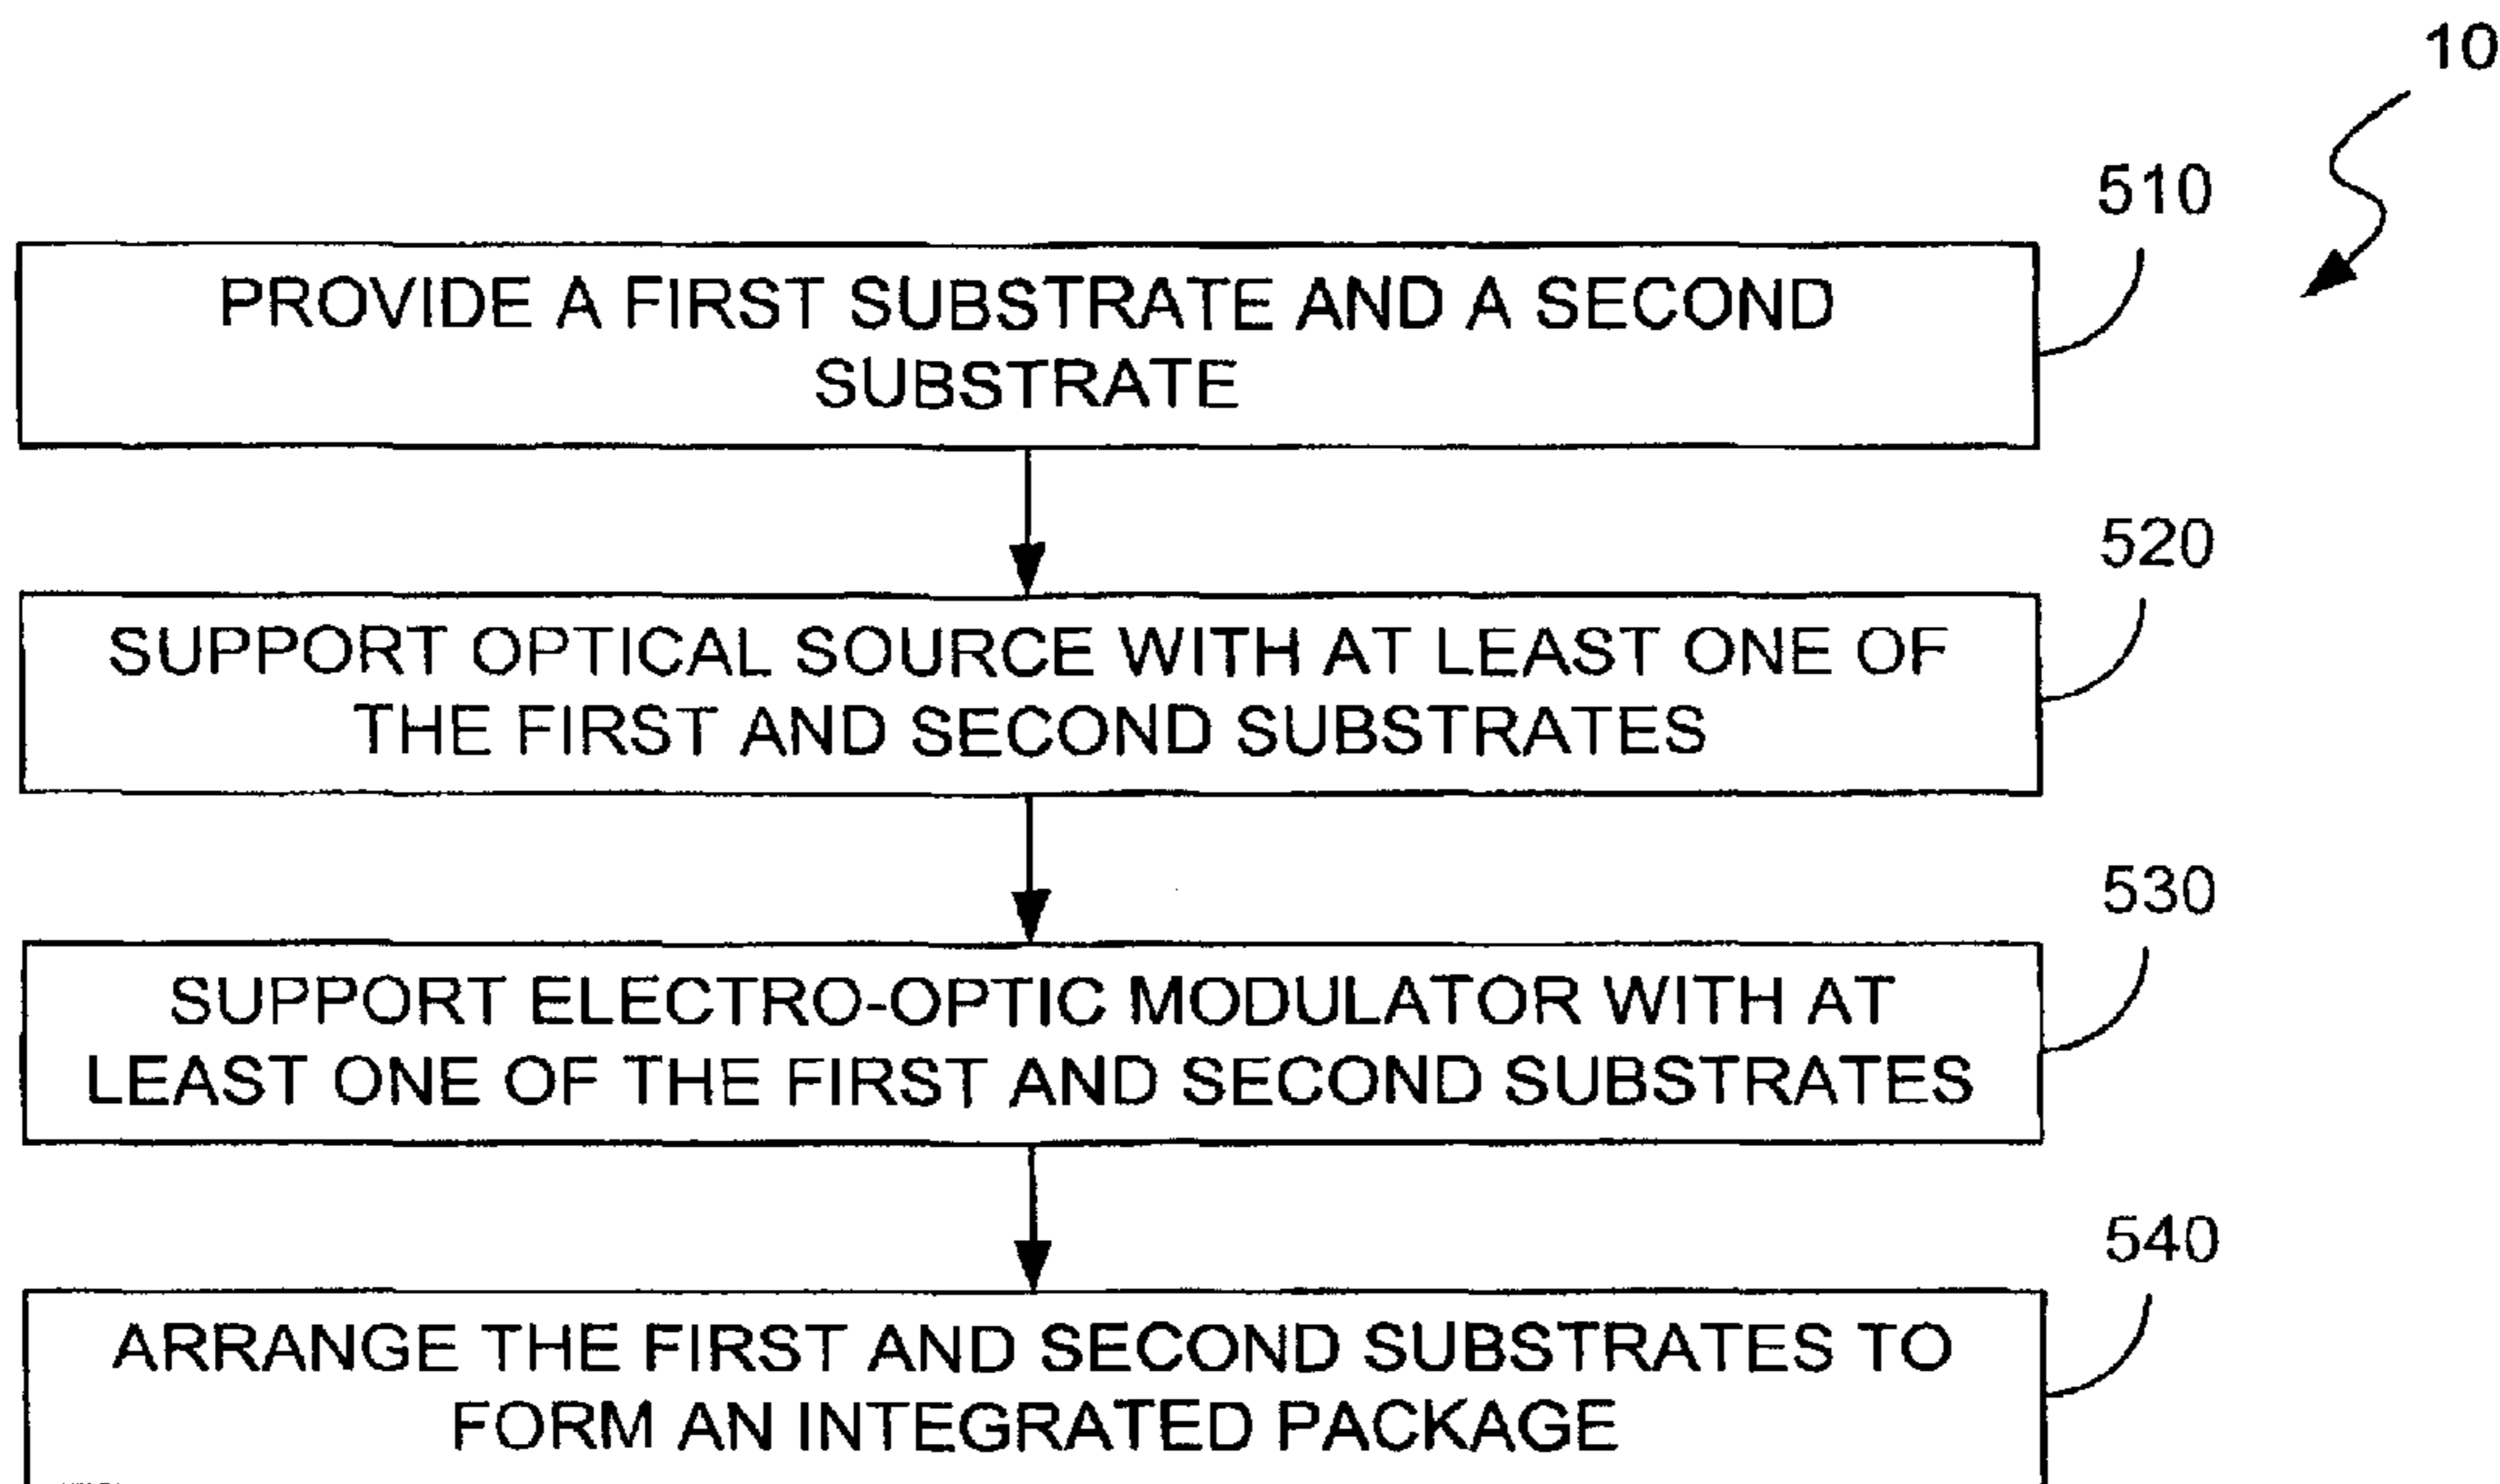 10
510
PROVIDE A FIRST SUBSTRATE AND A SECOND
SUBSTRATE
520
SUPPORT OPTICAL SOURCE WITH AT LEAST ONE OF
THE FIRST AND SECOND SUBSTRATES
530
SUPPORT ELECTRO-OPTIC MODULATOR WITH AT
LEAST ONE OF THE FIRST AND SECOND SUBSTRATES
540
ARRANGE THE FIRST AND SECOND SUBSTRATES TO
FORM AN INTEGRATED PACKAGE